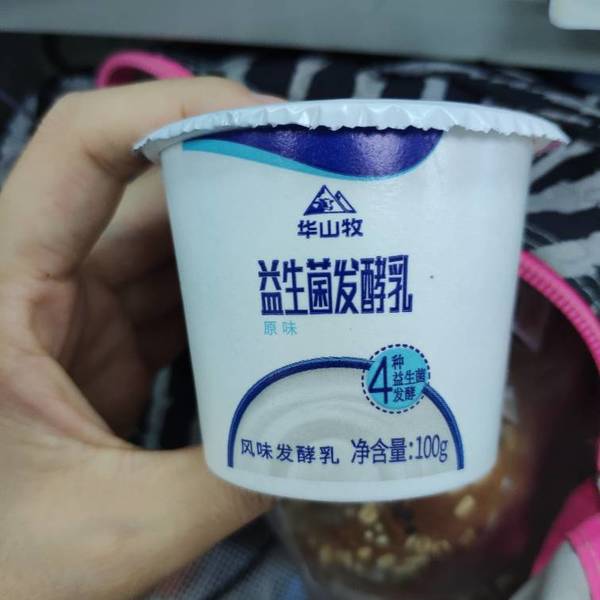 华山牧
益生菌发酵乳
原味
4种
益生菌
发酵
风味发酵乳 净含量:100g